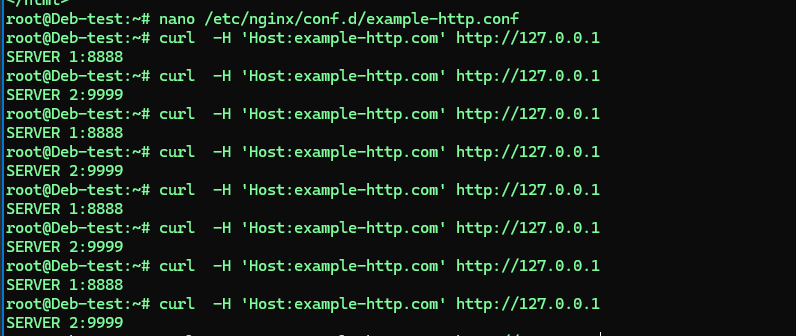 </html>
root@Deb-test:~# nano /etc/nginx/conf.d/example-http.conf
root@Deb-test:~# curl  -H 'Host:example-http.com' http://127.0.0.1
SERVER 1:8888
root@Deb-test:~# curl  -H 'Host:example-http.com' http://127.0.0.1
SERVER 2:9999
root@Deb-test:~# curl  -H 'Host:example-http.com' http://127.0.0.1
SERVER 1:8888
root@Deb-test:~# curl  -H 'Host:example-http.com' http://127.0.0.1
SERVER 2:9999
root@Deb-test:~# curl  -H 'Host:example-http.com' http://127.0.0.1
SERVER 1:8888
root@Deb-test:~# curl  -H 'Host:example-http.com' http://127.0.0.1
SERVER 2:9999
root@Deb-test:~# curl  -H 'Host:example-http.com' http://127.0.0.1
SERVER 1:8888
root@Deb-test:~# curl  -H 'Host:example-http.com' http://127.0.0.1
SERVER 2:9999